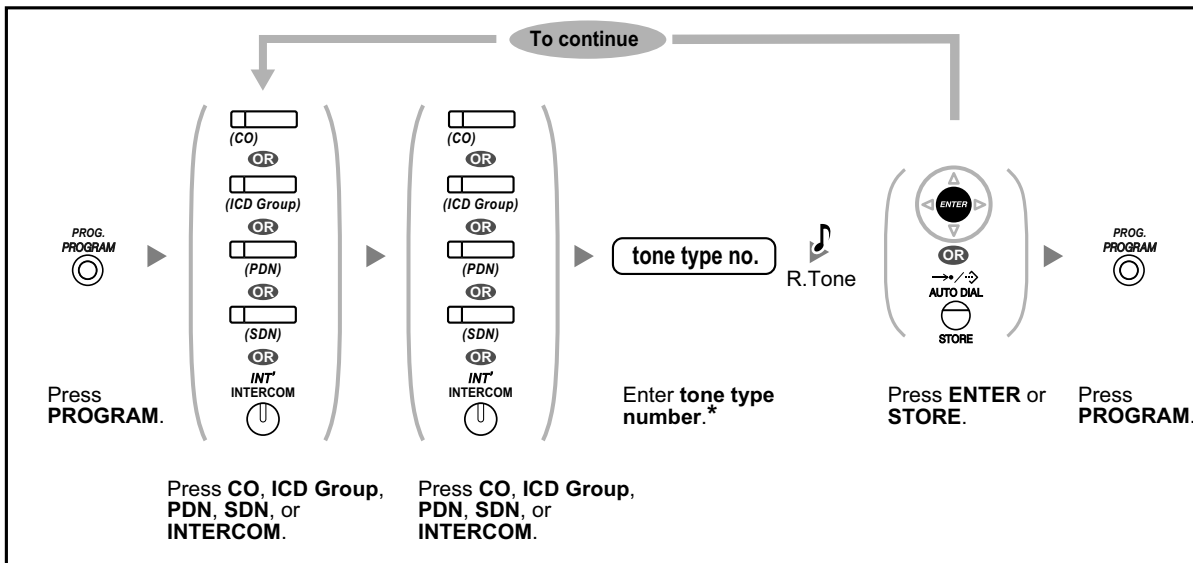 To continue
PROG.
PROGRAM
(CO)
OR
(ICD Group)
OR
(PDN)
OR
(SDN)
OR
INT'
INTERCOM
(CO)
OR
(ICD Group)
OR
(PDN)
OR
(SDN)
OR
INT'
INTERCOM
tone type no.
R.Tone
ENTER
OR
AUTO DIAL
STORE
PROG.
PROGRAM
Press
PROGRAM.
Press CO, ICD Group,
PDN, SDN, or
INTERCOM.
Press CO, ICD Group,
PDN, SDN, or
INTERCOM.
Enter tone type
number.*
Press ENTER or
STORE.
Press
PROGRAM.